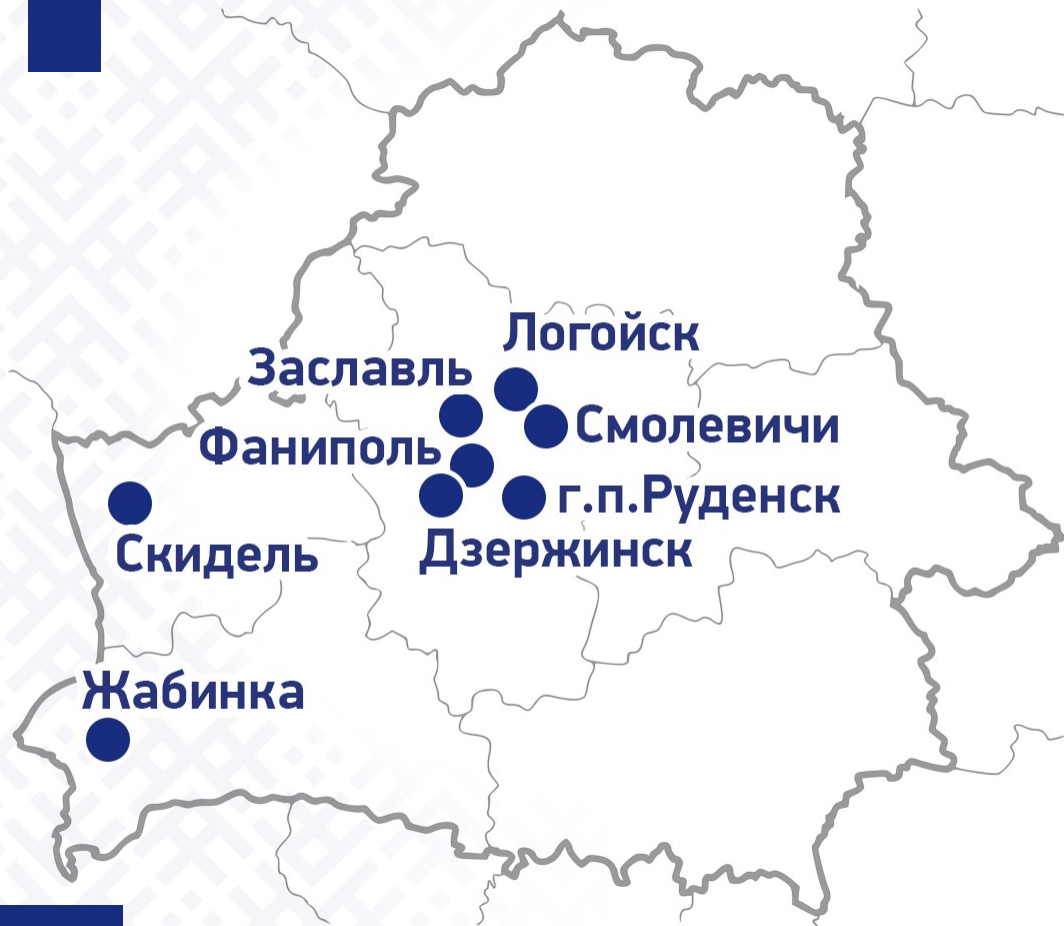 Логойск
Заславль
Смолевичи
Фаниполь
г.п.Руденск
Дзержинск
Скидель
Жабинка